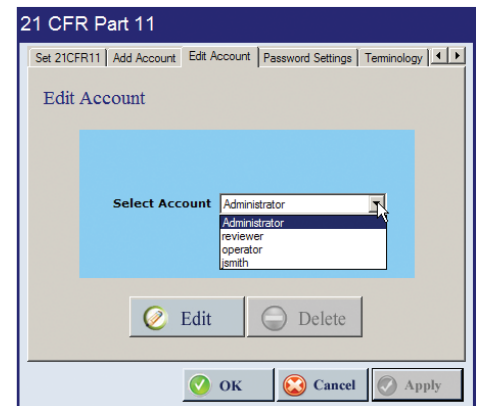 21 CFR Part 11
Set 21CFR11 Add Account Edit Account Password Settings Terminology
Edit Account
Select Account Administrator
Administrator
reviewer
operator
jsmith
Edit Delete
OK Cancel Apply